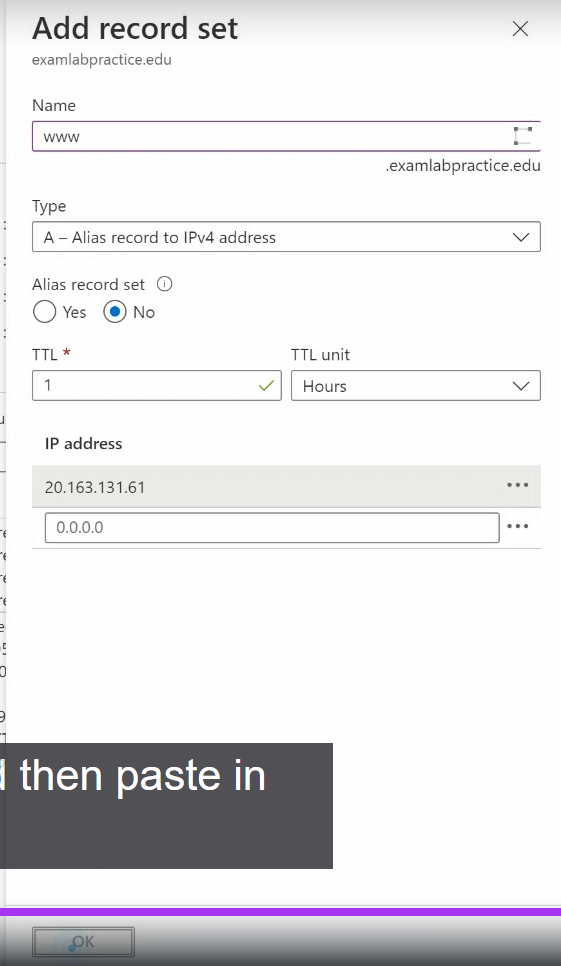 Add record set
examlabpractice.edu
Name
www
.examlabpractice.edu
Type
A – Alias record to IPv4 address
Alias record set
Yes No
TTL * TTL unit
1 Hours
IP address
20.163.131.61
0.0.0.0
then paste in
OK